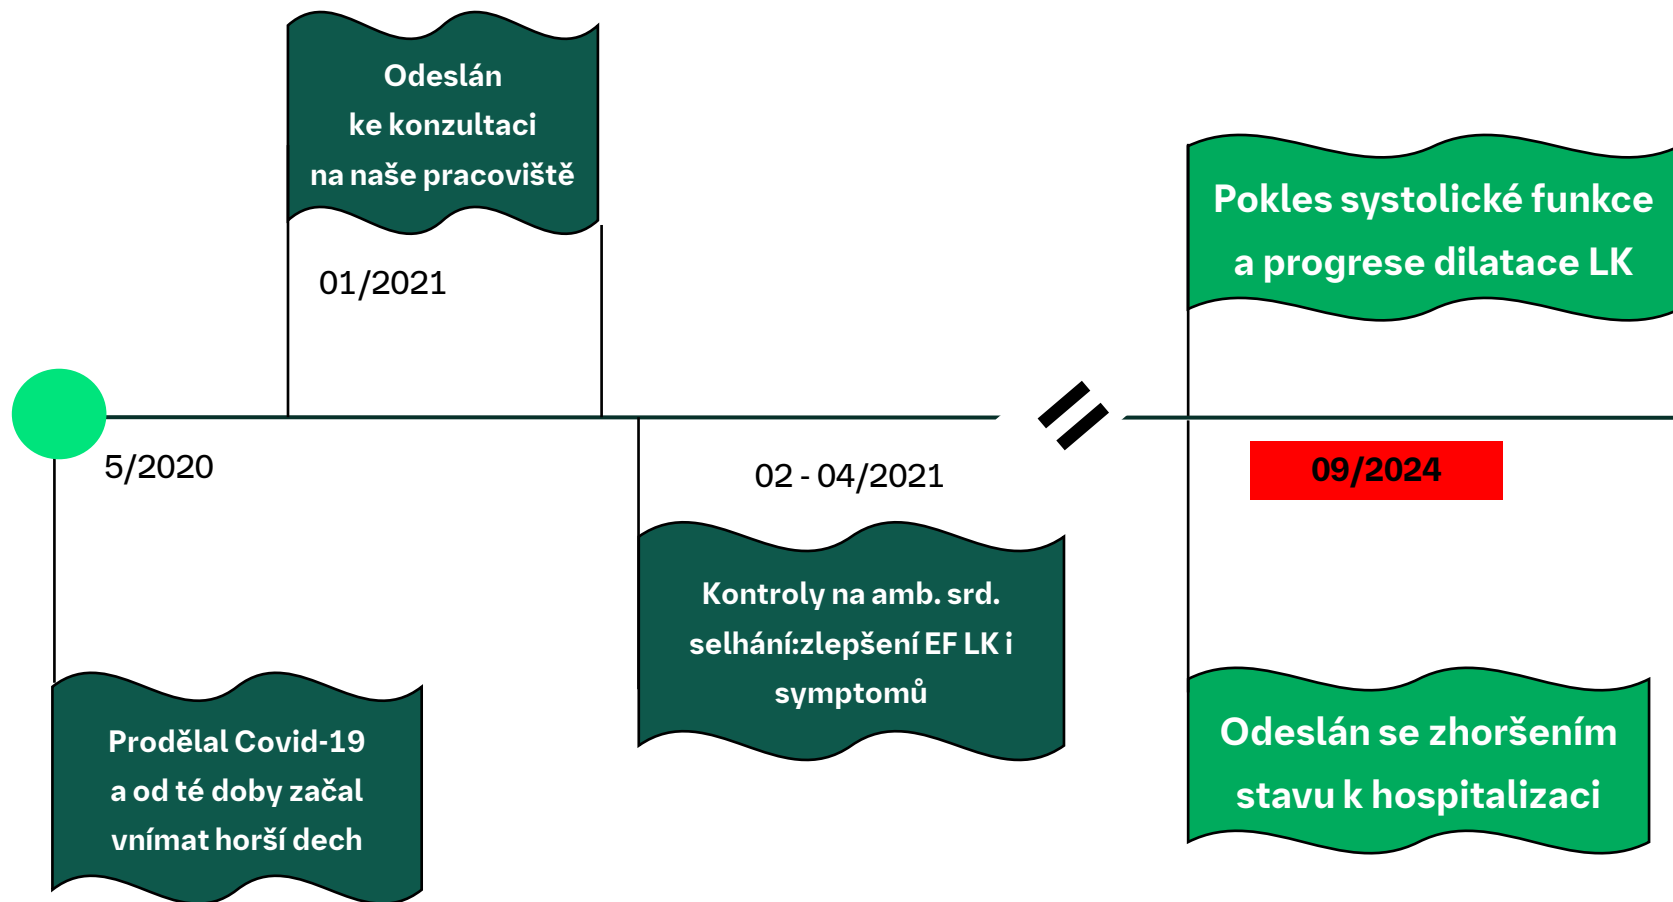 Odeslán
ke konzultaci
na naše pracoviště
01/2021
5/2020
Prodělal Covid-19
a od té doby začal
vnímat horší dech
02 - 04/2021
Kontroly na amb. srd.
selhání:zlepšení EF LK i
symptomů
Pokles systolické funkce
a progrese dilatace LK
09/2024
Odeslán se zhoršením
stavu k hospitalizaci